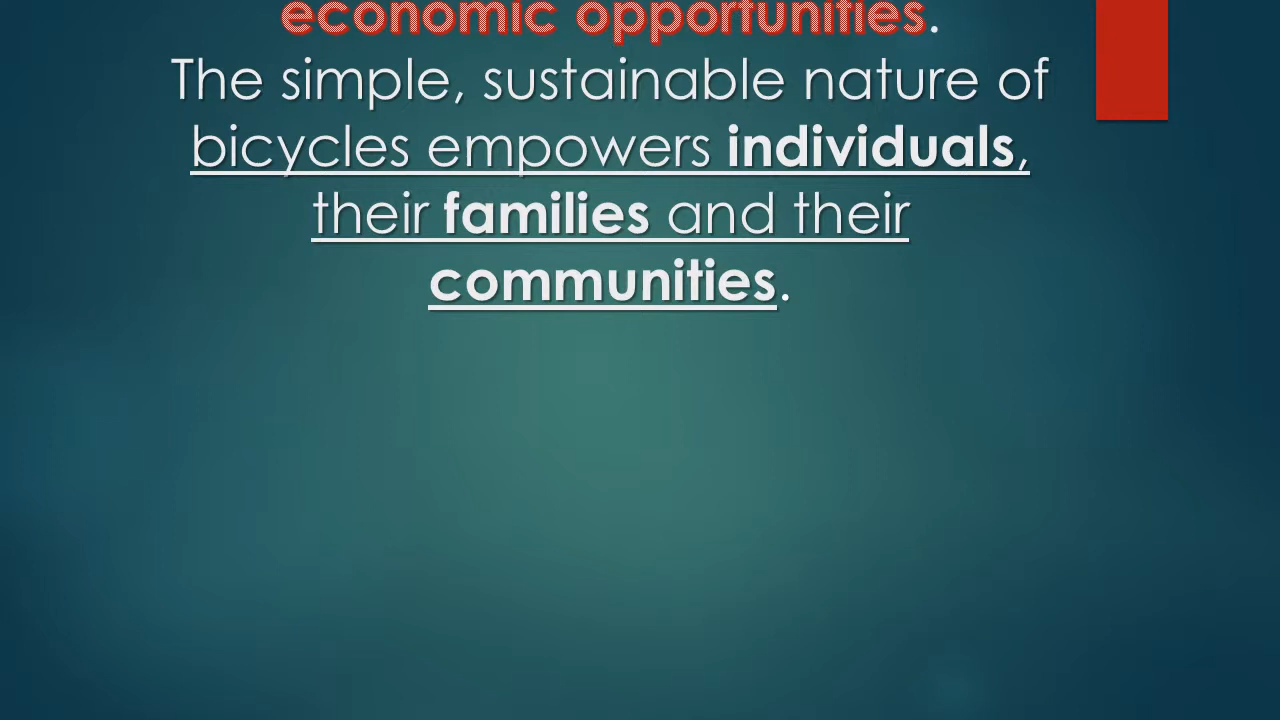 economic opportunities.
The simple, sustainable nature of
bicycles empowers individuals,
their families and their
communities.